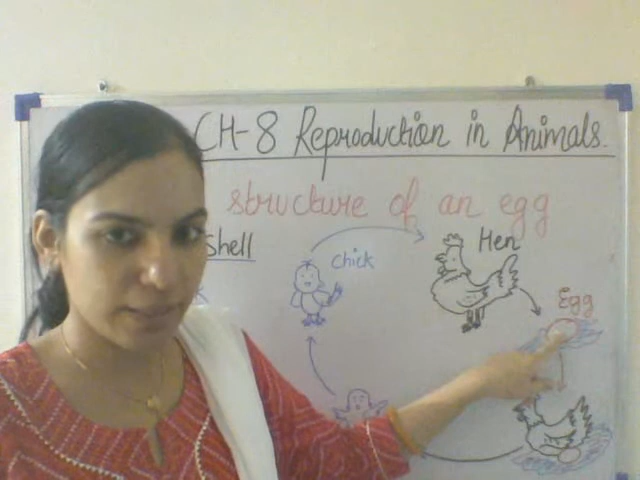 CH-8 Reproduction in Animals.
structure of an egg
Shell
Chick
Hen
Egg